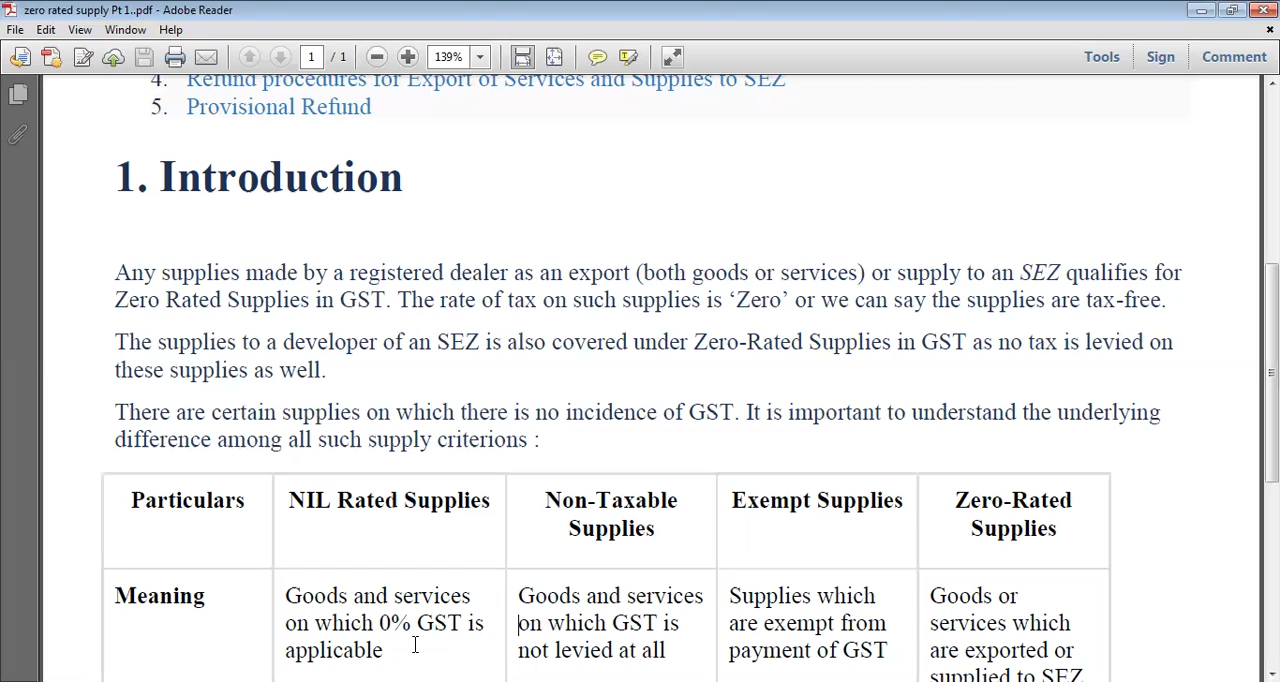 zero rated supply Pt 1..pdf - Adobe Reader
File Edit View Window Help
1 / 1 139% Tools Sign Comment
4. Refund procedures for Export of Services and Supplies to SEZ
5. Provisional Refund
1. Introduction
Any supplies made by a registered dealer as an export (both goods or services) or supply to an SEZ qualifies for
Zero Rated Supplies in GST. The rate of tax on such supplies is ‘Zero’ or we can say the supplies are tax-free.
The supplies to a developer of an SEZ is also covered under Zero-Rated Supplies in GST as no tax is levied on
these supplies as well.
There are certain supplies on which there is no incidence of GST. It is important to understand the underlying
difference among all such supply criterions :
Particulars
NIL Rated Supplies
Non-Taxable
Supplies
Exempt Supplies
Zero-Rated
Supplies
Meaning
Goods and services
on which 0% GST is
applicable
Goods and services
on which GST is
not levied at all
Supplies which
are exempt from
payment of GST
Goods or
services which
are exported or
supplied to SEZ